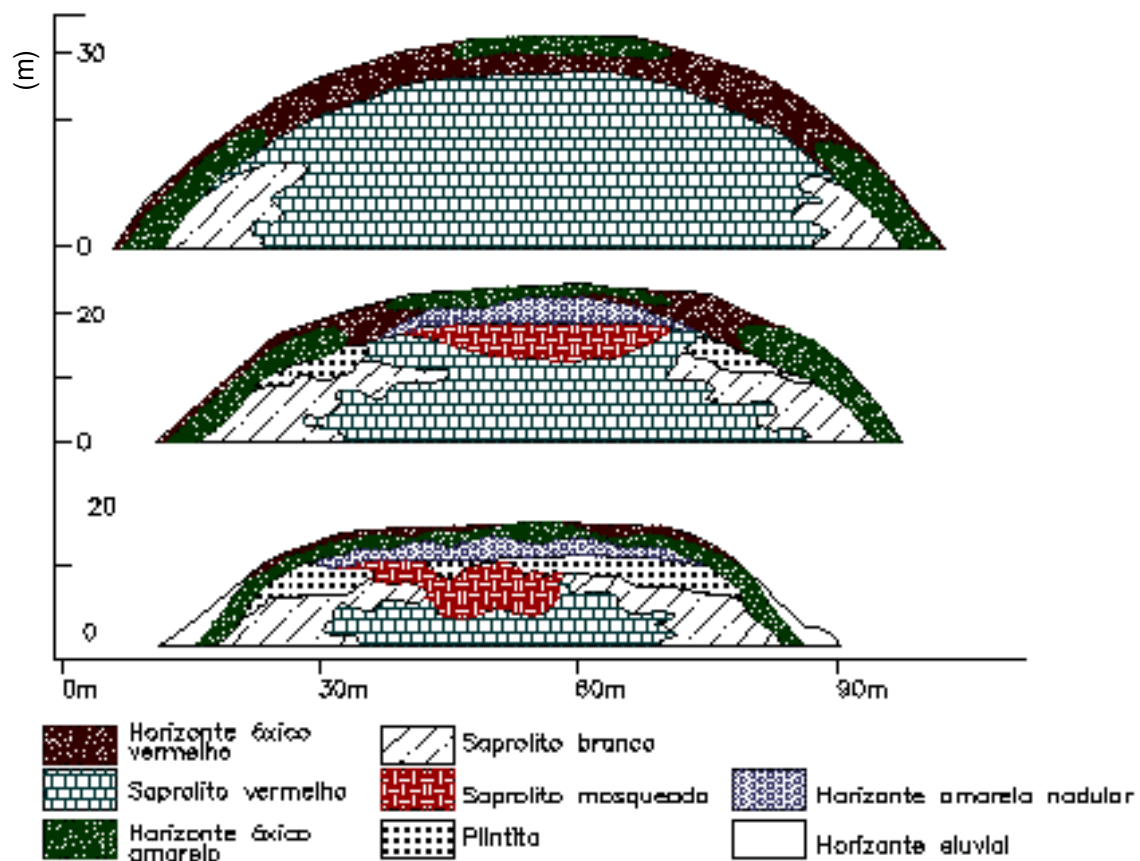 (m)
30
0
20
0
20
0
0m 30m 60m 90m
Horizonte óxico
vermelho
Saprolito vermelho
Horizonte óxico
amarelo
Saprolito branco
Saprolito mosqueado
Plintita
Horizonte amarelo nodular
Horizonte eluvial